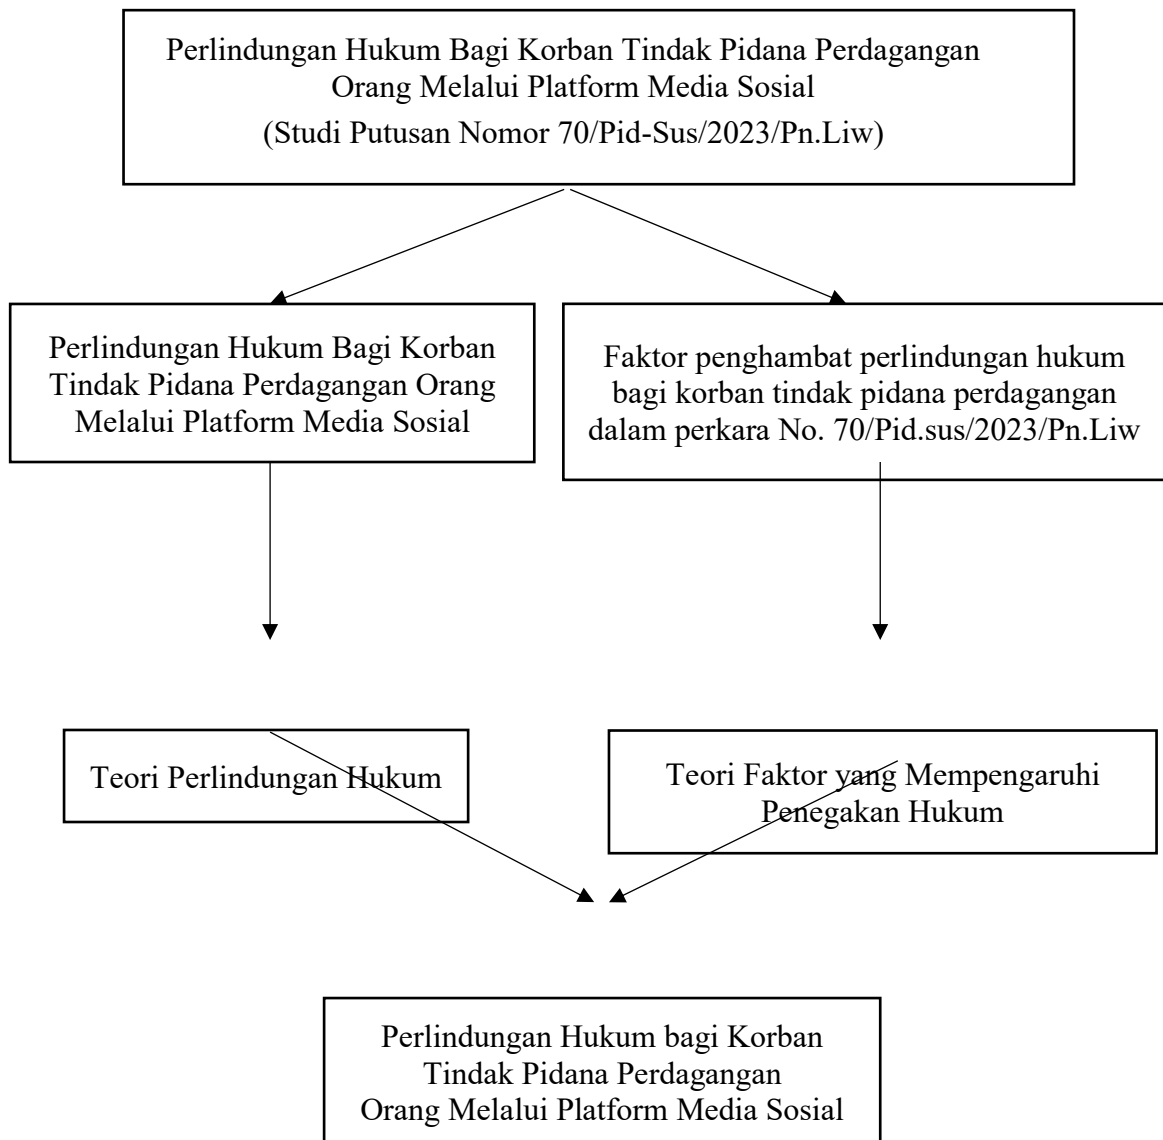 Perlindungan Hukum Bagi Korban Tindak Pidana Perdagangan
Orang Melalui Platform Media Sosial
(Studi Putusan Nomor 70/Pid-Sus/2023/Pn.Liw)
Perlindungan Hukum Bagi Korban
Tindak Pidana Perdagangan Orang
Melalui Platform Media Sosial
Faktor penghambat perlindungan hukum
bagi korban tindak pidana perdagangan
dalam perkara No. 70/Pid.sus/2023/Pn.Liw
Teori Perlindungan Hukum
Teori Faktor yang Mempengaruhi
Penegakan Hukum
Perlindungan Hukum bagi Korban
Tindak Pidana Perdagangan
Orang Melalui Platform Media Sosial